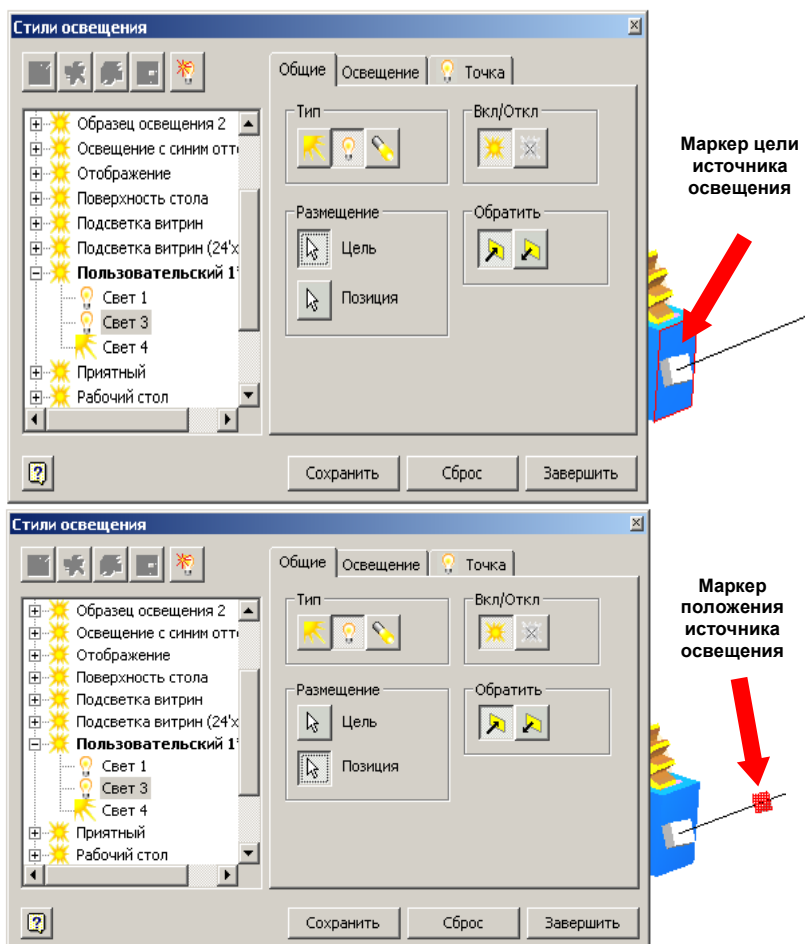 Стили освещения
Общие
Освещение
Точка
Образец освещения 2
Освещение с синим отт
Отображение
Поверхность стола
Подсветка витрин
Подсветка витрин (24'x
Пользовательский 1
Свет 1
Свет 3
Свет 4
Приятный
Рабочий стол
Тип
Вкл/Откл
Размещение
Цель
Позиция
Обратить
Сохранить
Сброс
Завершить
Маркер цели
источника
освещения
Стили освещения
Общие
Освещение
Точка
Образец освещения 2
Освещение с синим отт
Отображение
Поверхность стола
Подсветка витрин
Подсветка витрин (24'x
Пользовательский 1
Свет 1
Свет 3
Свет 4
Приятный
Рабочий стол
Тип
Вкл/Откл
Размещение
Цель
Позиция
Обратить
Сохранить
Сброс
Завершить
Маркер
положения
источника
освещения